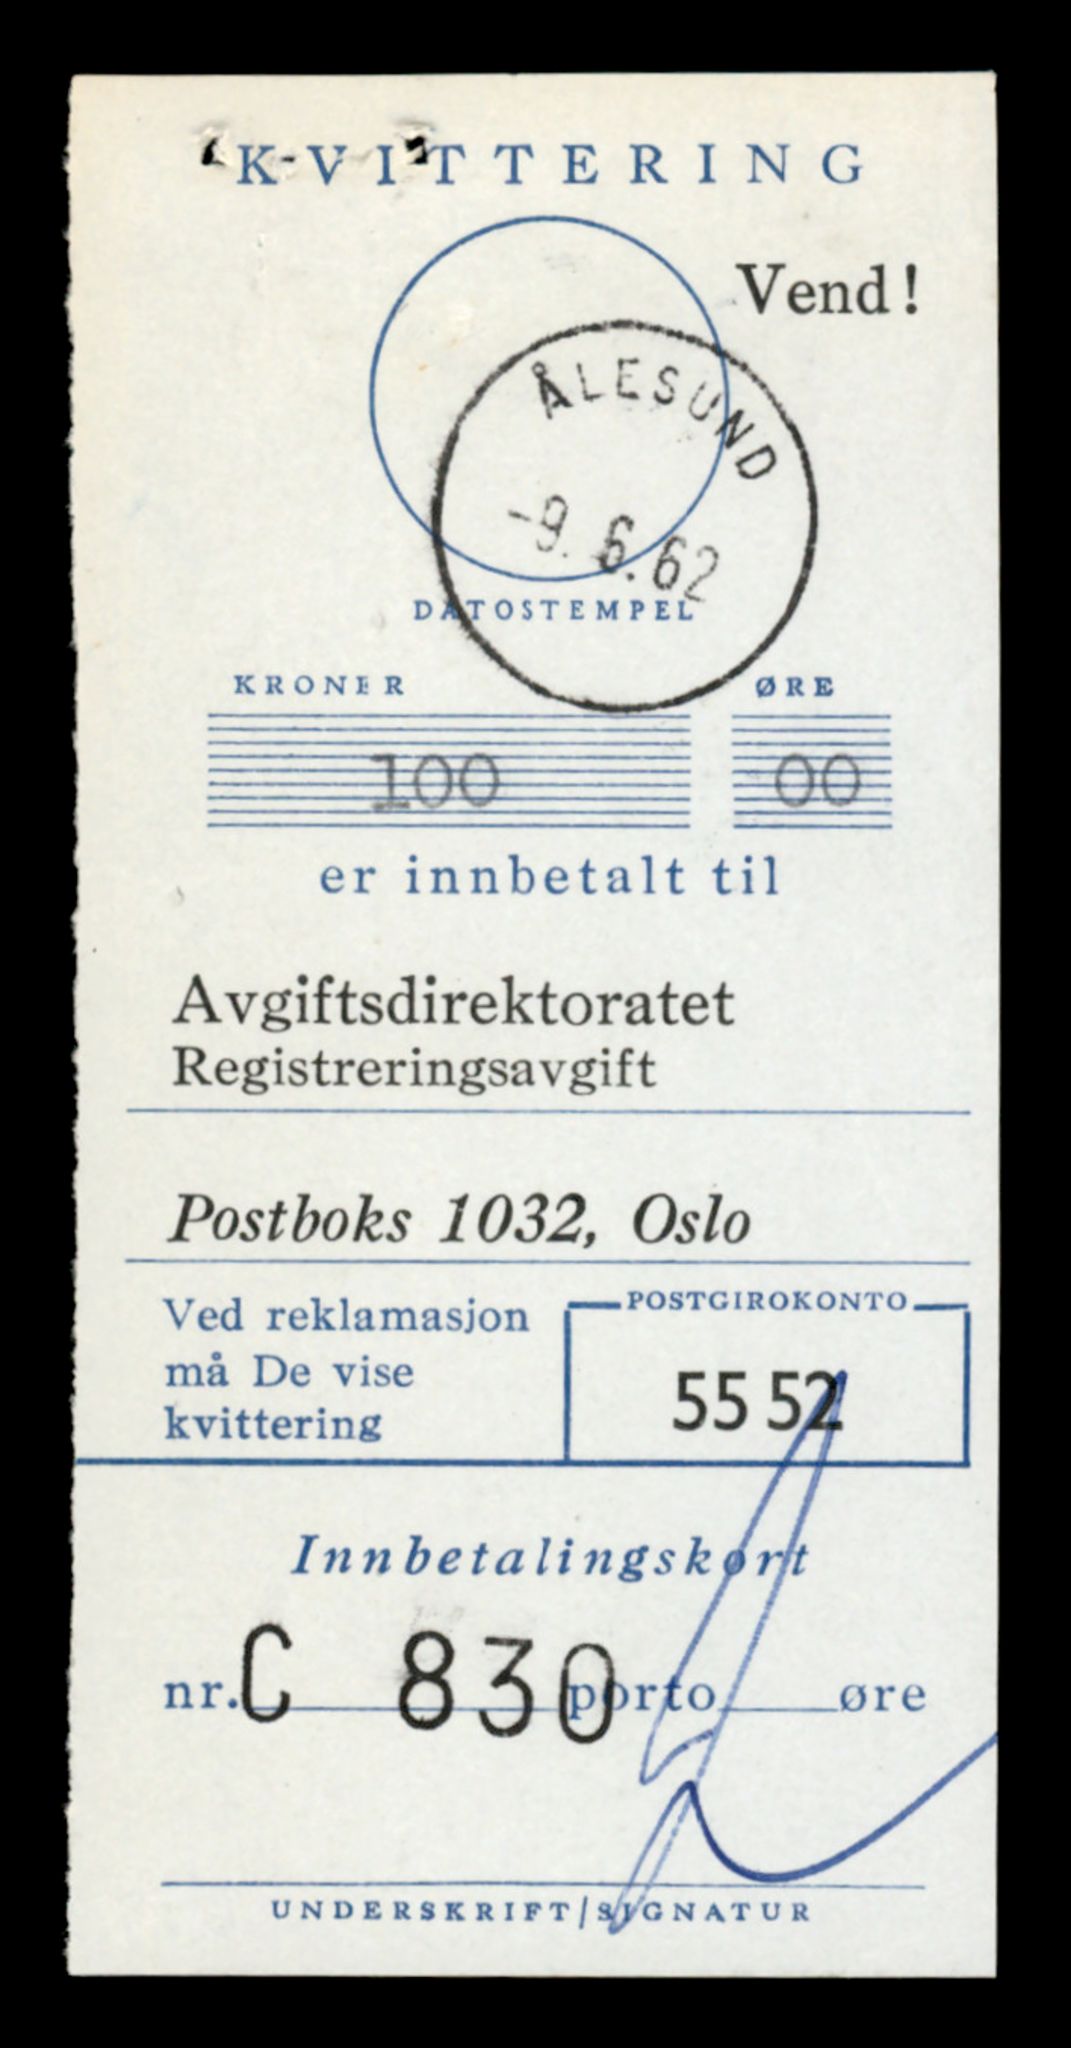 KVITTERING
Vend!
ÅLESUND
-9. 6. 62
DATOSTEMPEL
KRONER ØRE
100 00
er innbetalt til
Avgiftsdirektoratet
Registreringsavgift
Postboks 1032, Oslo
Ved reklamasjon
må De vise
kvittering
POSTGIROKONTO
55 52
Innbetalingskort
nr. C 830 porto øre
UNDERSKRIFT/SIGNATUR